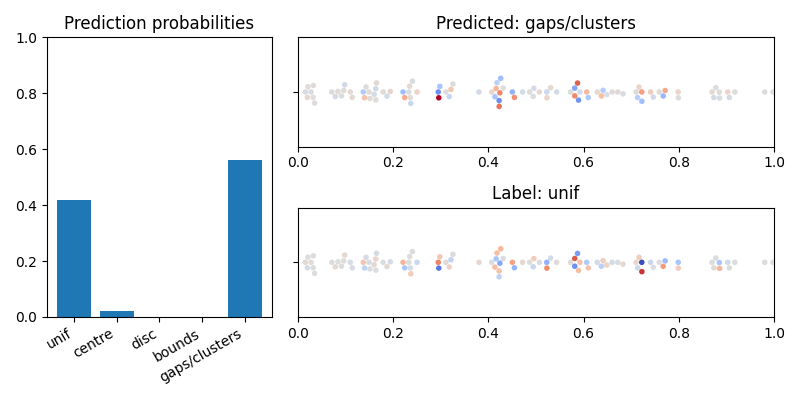 Prediction probabilities
1.0
0.8
0.6
0.4
0.2
0.0
unif
centre
disc
bounds
gaps/clusters
Predicted: gaps/clusters
0.0 0.2 0.4 0.6 0.8 1.0
Label: unif
0.0 0.2 0.4 0.6 0.8 1.0